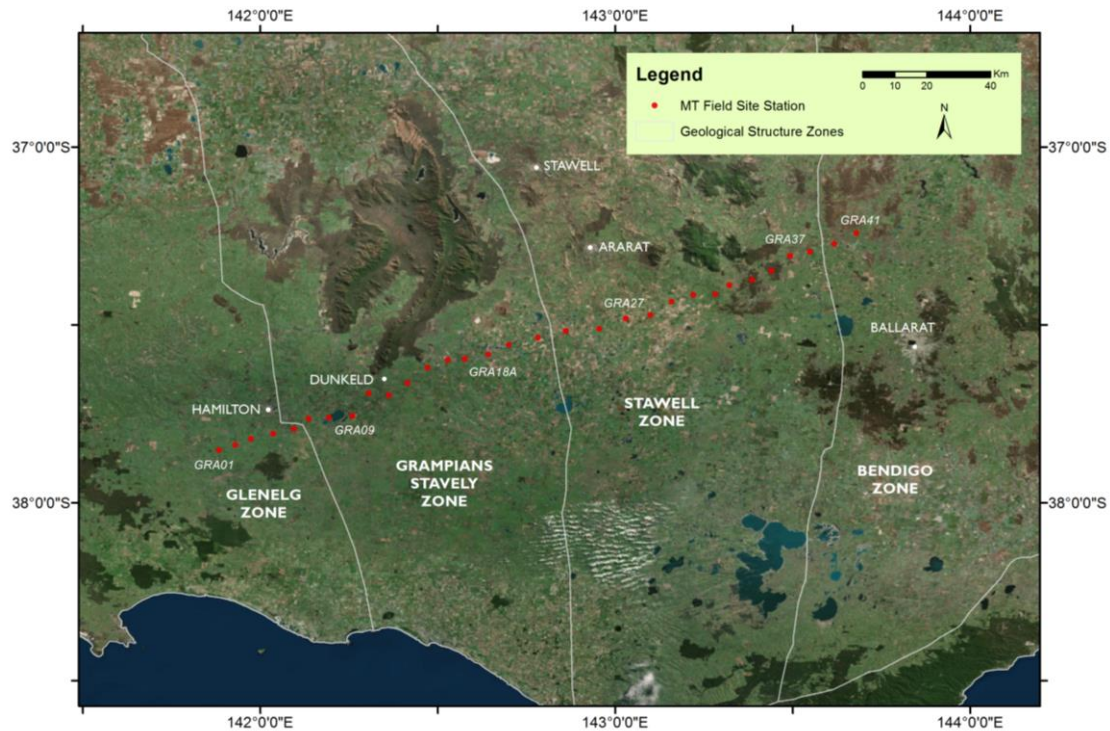 142°0'0"E 143°0'0"E 144°0'0"E
Legend
MT Field Site Station
Geological Structure Zones
Km
0 10 20 40
N
37°0'0"S 37°0'0"S
STAWELL
GRA41
GRA37
ARARAT
GRA27
BALLARAT
GRA18A
DUNKELD
HAMILTON
GRA09
STAWELL
ZONE
GRA01
GRAMPIANS
STAVELY
ZONE
BENDIGO
ZONE
GLENELG
ZONE
38°0'0"S 38°0'0"S
142°0'0"E 143°0'0"E 144°0'0"E